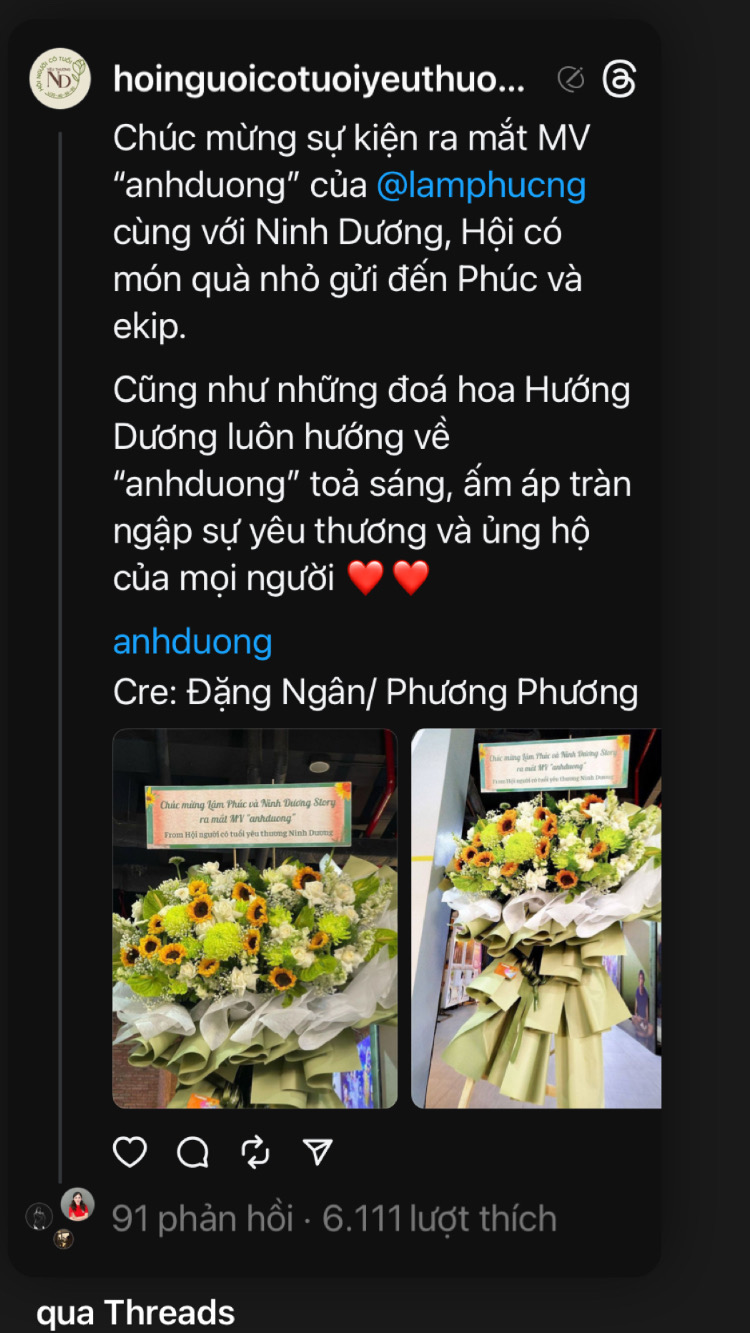 hoinguoicotuoiyeuthuo...
Chúc mừng sự kiện ra mắt MV
“anhduong” của @lamphucng
cùng với Ninh Dương, Hội có
món quà nhỏ gửi đến Phúc và
ekip.
Cũng như những đoá hoa Hướng
Dương luôn hướng về
“anhduong” toả sáng, ấm áp tràn
ngập sự yêu thương và ủng hộ
của mọi người ❤️❤️
anhduong
Cre: Đặng Ngân/ Phương Phương
Chúc mừng Lâm Phúc và Ninh Dương Story
ra mắt MV "anhduong"
From Hội người có tuổi yêu thương Ninh Dương
Chúc mừng Lâm Phúc và Ninh Dương Story
ra mắt MV "anhduong"
From Hội người có tuổi yêu thương Ninh Dương
91 phản hồi · 6.111 lượt thích
qua Threads